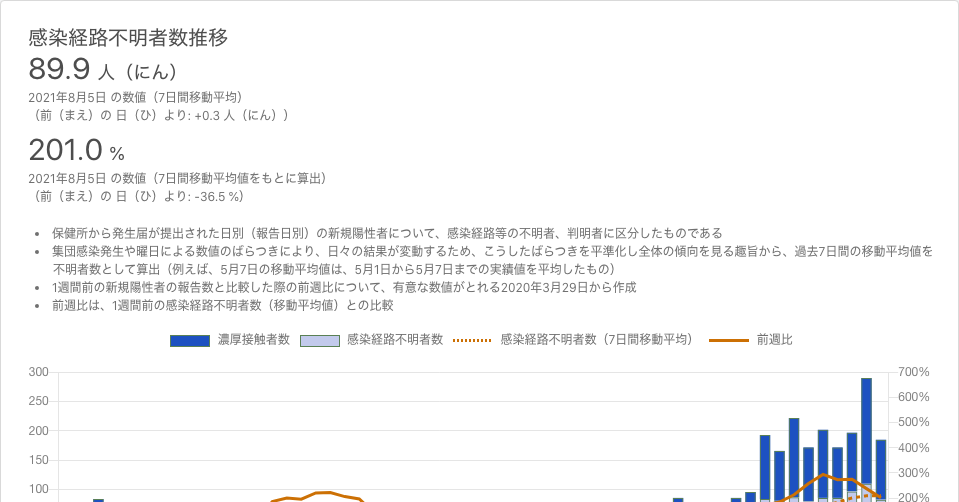 感染経路不明者数推移
89.9 人（にん）
2021年8月5日 の数値（7日間移動平均）
（前（まえ）の 日（ひ）より: +0.3 人（にん））
201.0 %
2021年8月5日 の数値（7日間移動平均値をもとに算出）
（前（まえ）の 日（ひ）より: -36.5 %）
• 保健所から発生届が提出された日別（報告日別）の新規陽性者について、感染経路等の不明者、判明者に区分したものである
• 集団感染発生や曜日による数値のばらつきにより、日々の結果が変動するため、こうしたばらつきを平準化し全体の傾向を見る趣旨から、過去7日間の移動平均値を
不明者数として算出（例えば、5月7日の移動平均値は、5月1日から5月7日までの実績値を平均したもの）
• 1週間前の新規陽性者の報告数と比較した際の前週比について、有意な数値がとれる2020年3月29日から作成
• 前週比は、1週間前の感染経路不明者数（移動平均値）との比較
濃厚接触者数 感染経路不明者数 感染経路不明者数（7日間移動平均） 前週比
300 700%
600%
250
500%
200
400%
150
300%
100 200%